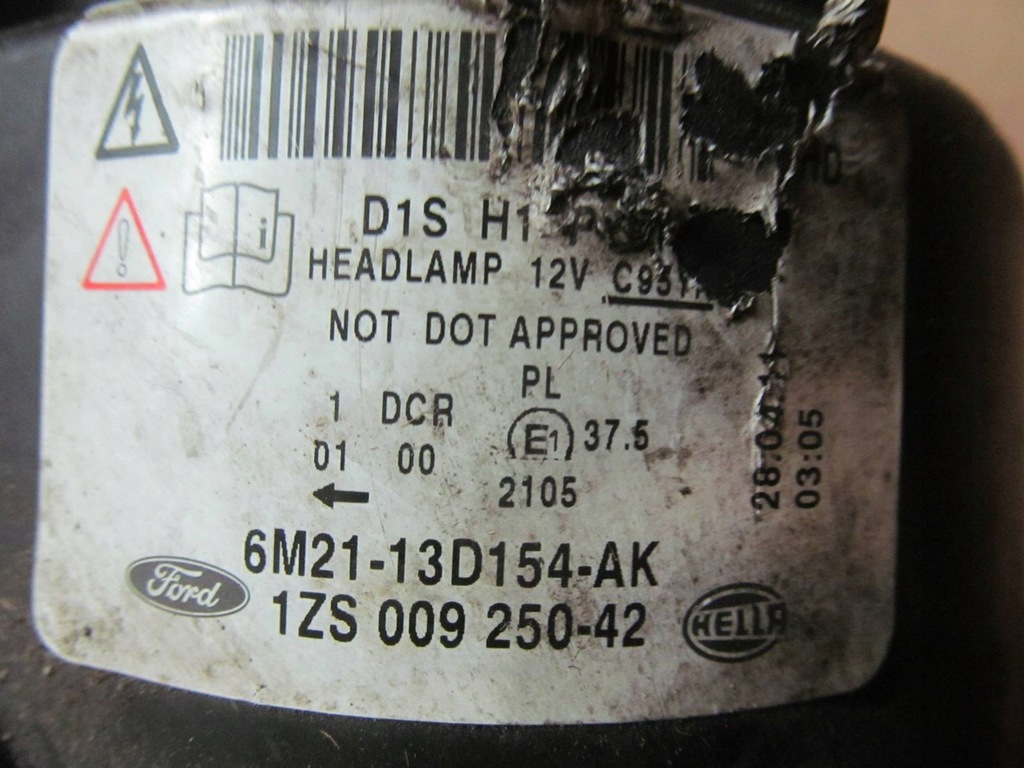 D1S H1
HEADLAMP 12V
NOT DOT APPROVED
PL
1 DCR
E1 37.5
01 00
2105
6M21-13D154-AK
Ford
1ZS 009 250-42
HELLA
28.04.11
03:05